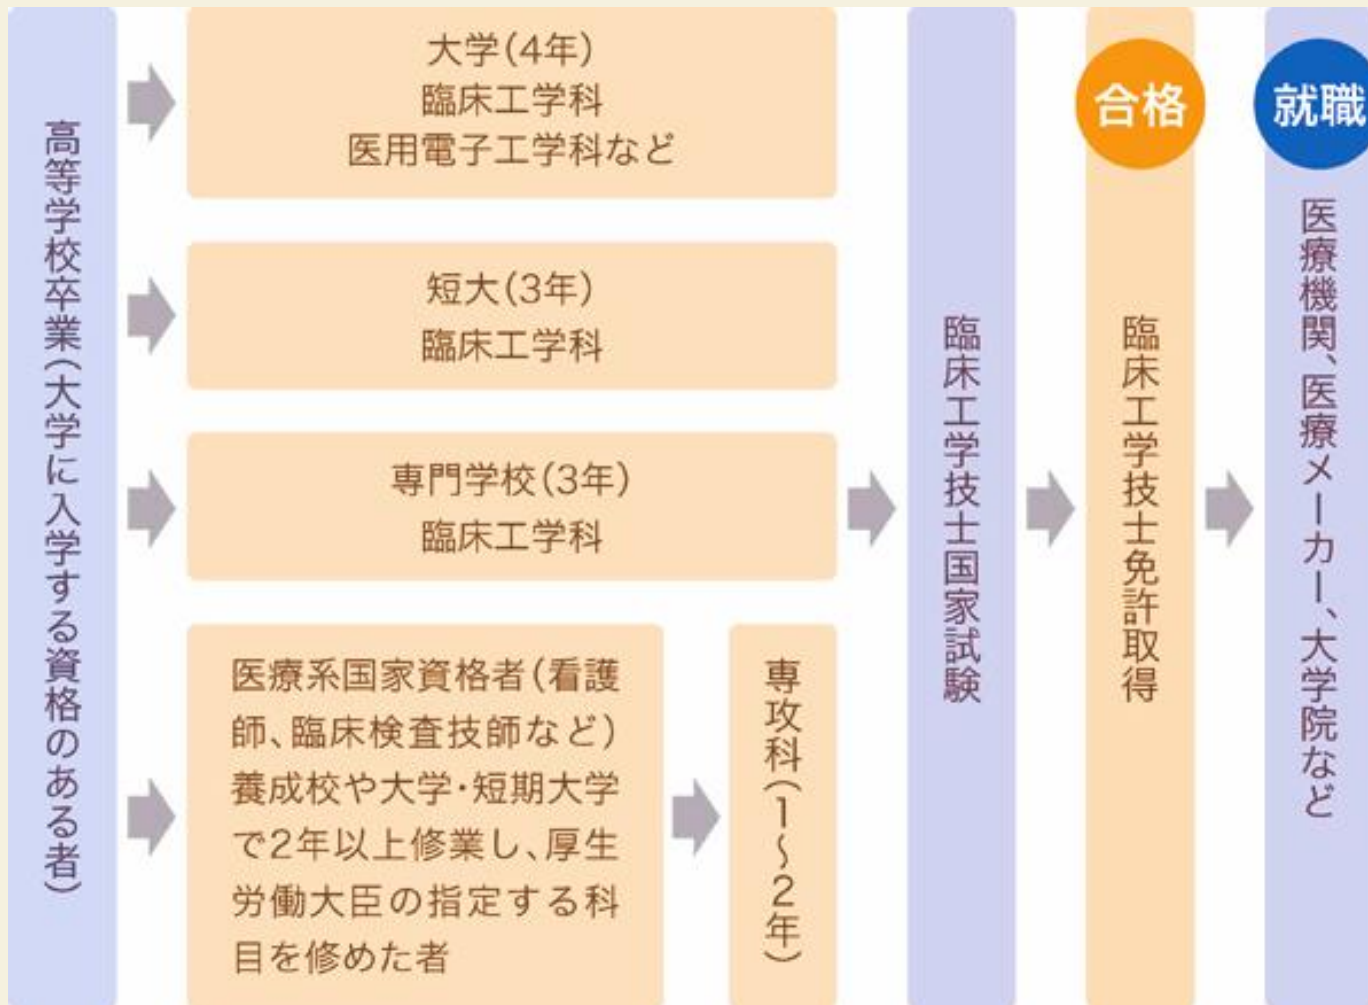 高等学校卒業(大学に入学する資格のある者)
大学(4年)
臨床工学科
医用電子工学科など
短大(3年)
臨床工学科
専門学校(3年)
臨床工学科
医療系国家資格者(看護
師、臨床検査技師など)
養成校や大学・短期大学
で2年以上修業し、厚生
労働大臣の指定する科
目を修めた者
専攻科(1〜2年)
臨床工学技士国家試験
合格
臨床工学技士免許取得
就職
医療機関、医療メーカー、大学院など